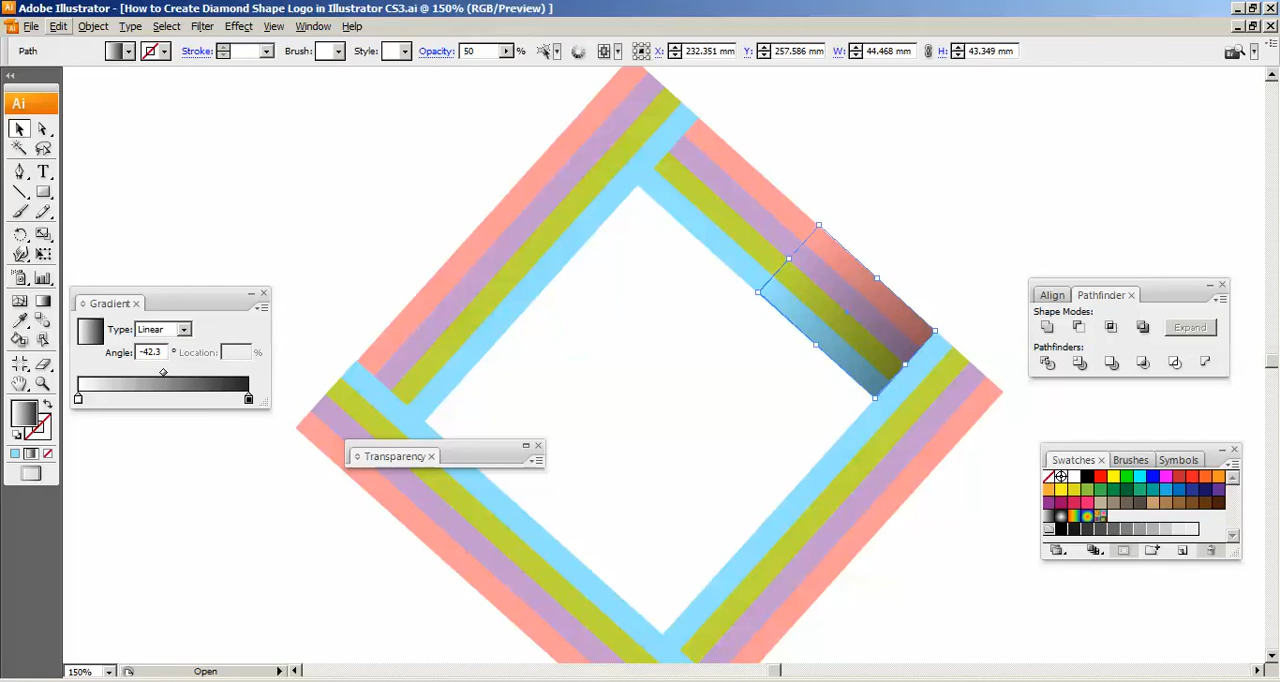 Adobe Illustrator - [How to Create Diamond Shape Logo in Illustrator CS3.ai @ 150% (RGB/Preview) ]
File Edit Object Type Select Filter Effect View Window Help
Path Stroke: Brush: Style: Opacity: 50 % X: 232.351 mm Y: 257.586 mm W: 44.468 mm H: 43.349 mm
Ai
Gradient
Type: Linear
Angle: -42.3 ° Location: %
Transparency
Align Pathfinder
Shape Modes:
Expand
Pathfinders:
Swatches Brushes Symbols
150% Open